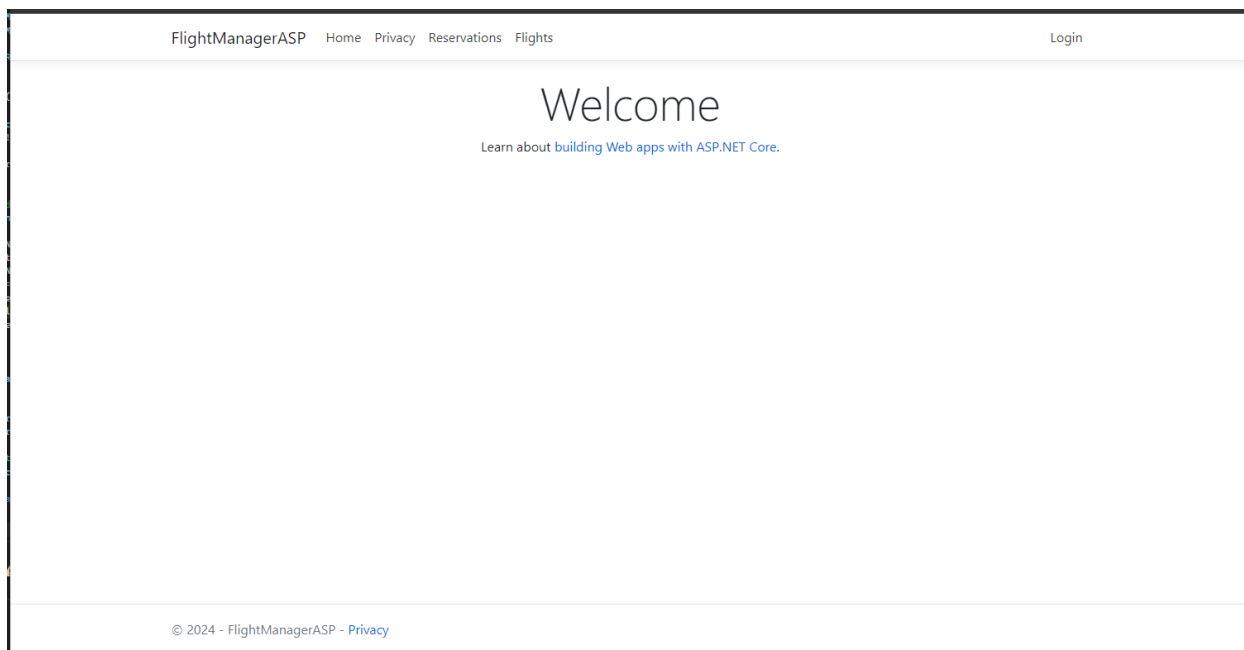 FlightManagerASP Home Privacy Reservations Flights Login
Welcome
Learn about building Web apps with ASP.NET Core.
© 2024 - FlightManagerASP - Privacy